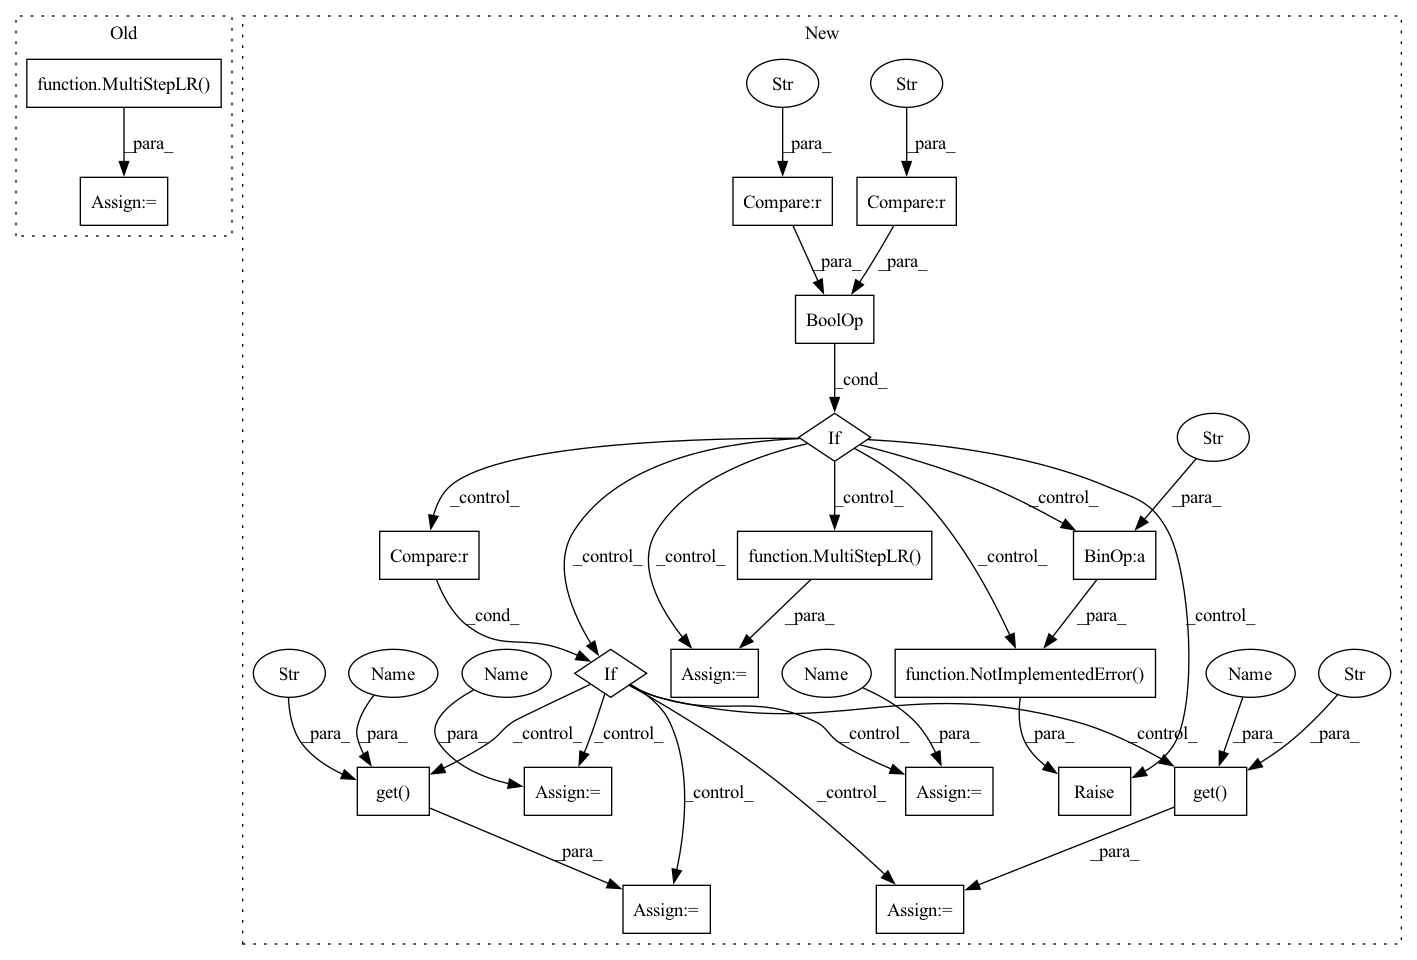 Old
New
function.MultiStepLR()
Str
Str
_para_
_para_
_para_
Assign:=
Compare:r
Compare:r
_para_
_para_
BoolOp
_cond_
If
Str
_control_
_control_
_control_
_control_
_control_
_control_
_control_
_para_
Compare:r
function.MultiStepLR()
BinOp:a
_cond_
_para_
_para_
Str
Name
Name
If
Assign:=
Name
function.NotImplementedError()
Name
Str
_para_
_para_
_para_
_control_
_control_
_control_
_control_
_control_
_para_
_para_
_control_
_para_
_para_
get()
Assign:=
Assign:=
Raise
get()
_para_
_para_
Assign:=
Assign:=